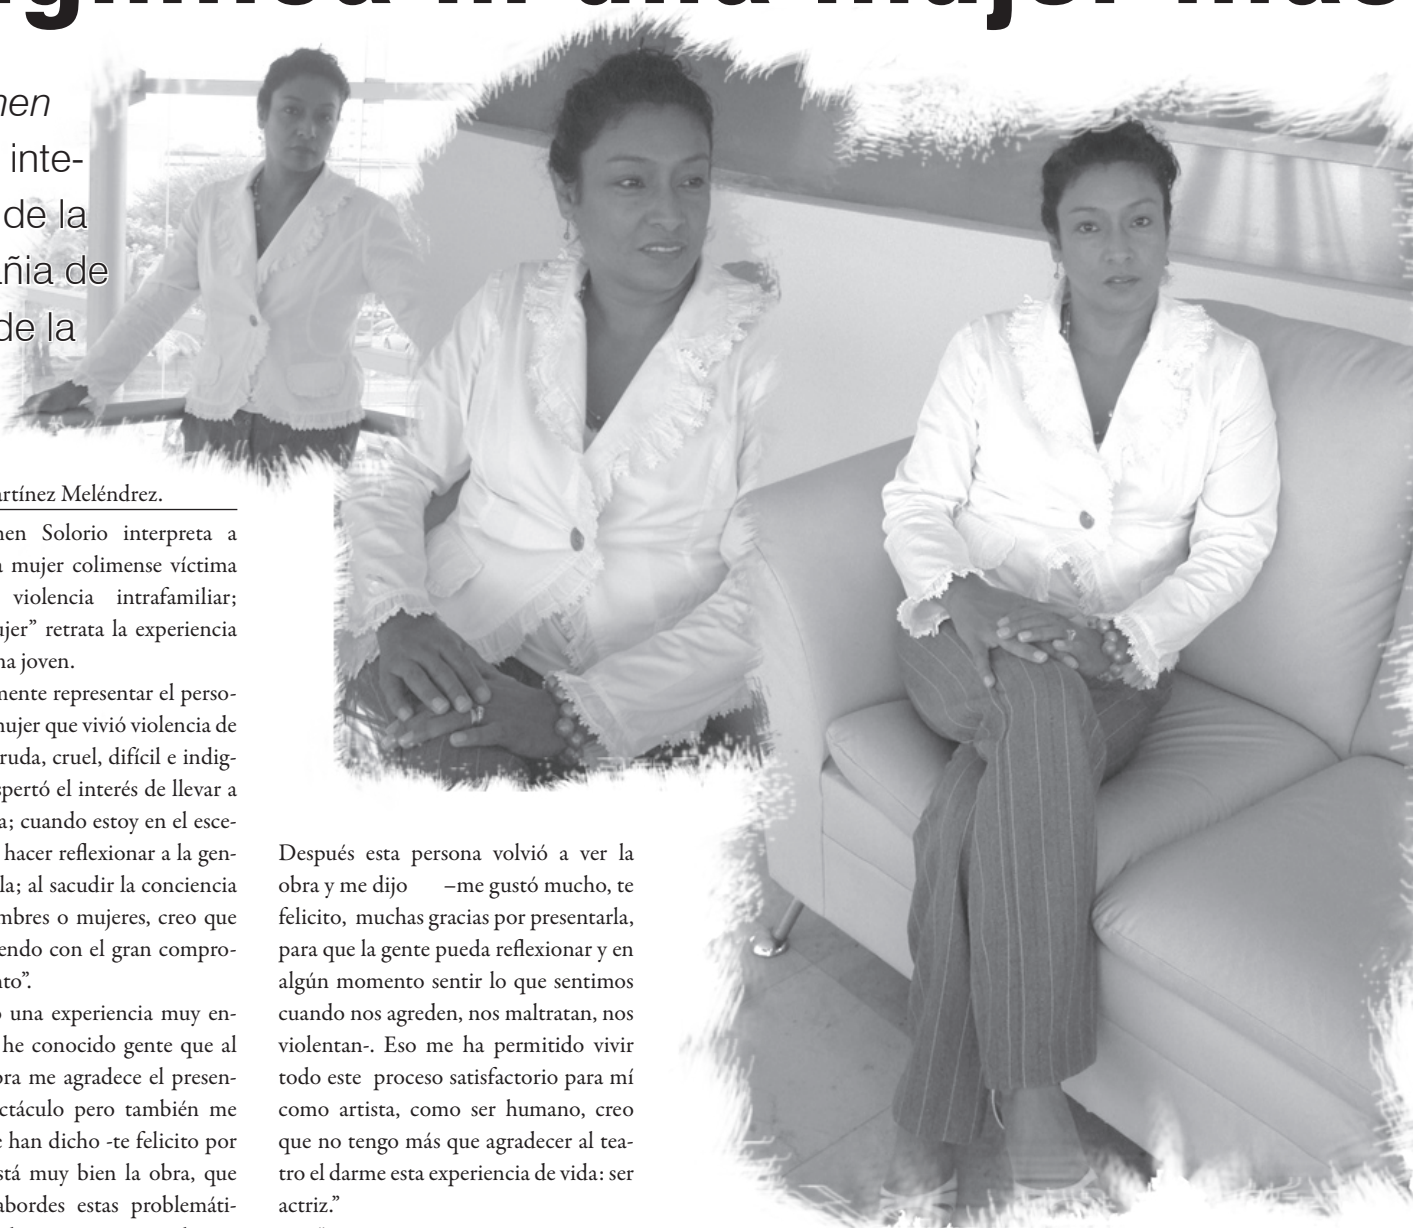 ni una mujer más
men
inte-
de la
añia de
de la
artínez Meléndrez.
men Solorio interpreta a
a mujer colimense víctima
violencia intrafamiliar;
ujer” retrata la experiencia
na joven.
mente representar el perso-
mujer que vivió violencia de
ruda, cruel, difícil e indig-
spertó el interés de llevar a
a; cuando estoy en el esce-
hacer reflexionar a la gen-
la; al sacudir la conciencia
mbres o mujeres, creo que
endo con el gran compro-
nto”.
o una experiencia muy en-
he conocido gente que al
bra me agradece el presen-
ctáculo pero también me
e han dicho -te felicito por
stá muy bien la obra, que
abordes estas problemáti-
Después esta persona volvió a ver la
obra y me dijo –me gustó mucho, te
felicito, muchas gracias por presentarla,
para que la gente pueda reflexionar y en
algún momento sentir lo que sentimos
cuando nos agreden, nos maltratan, nos
violentan-. Eso me ha permitido vivir
todo este proceso satisfactorio para mí
como artista, como ser humano, creo
que no tengo más que agradecer al tea-
tro el darme esta experiencia de vida: ser
actriz.”